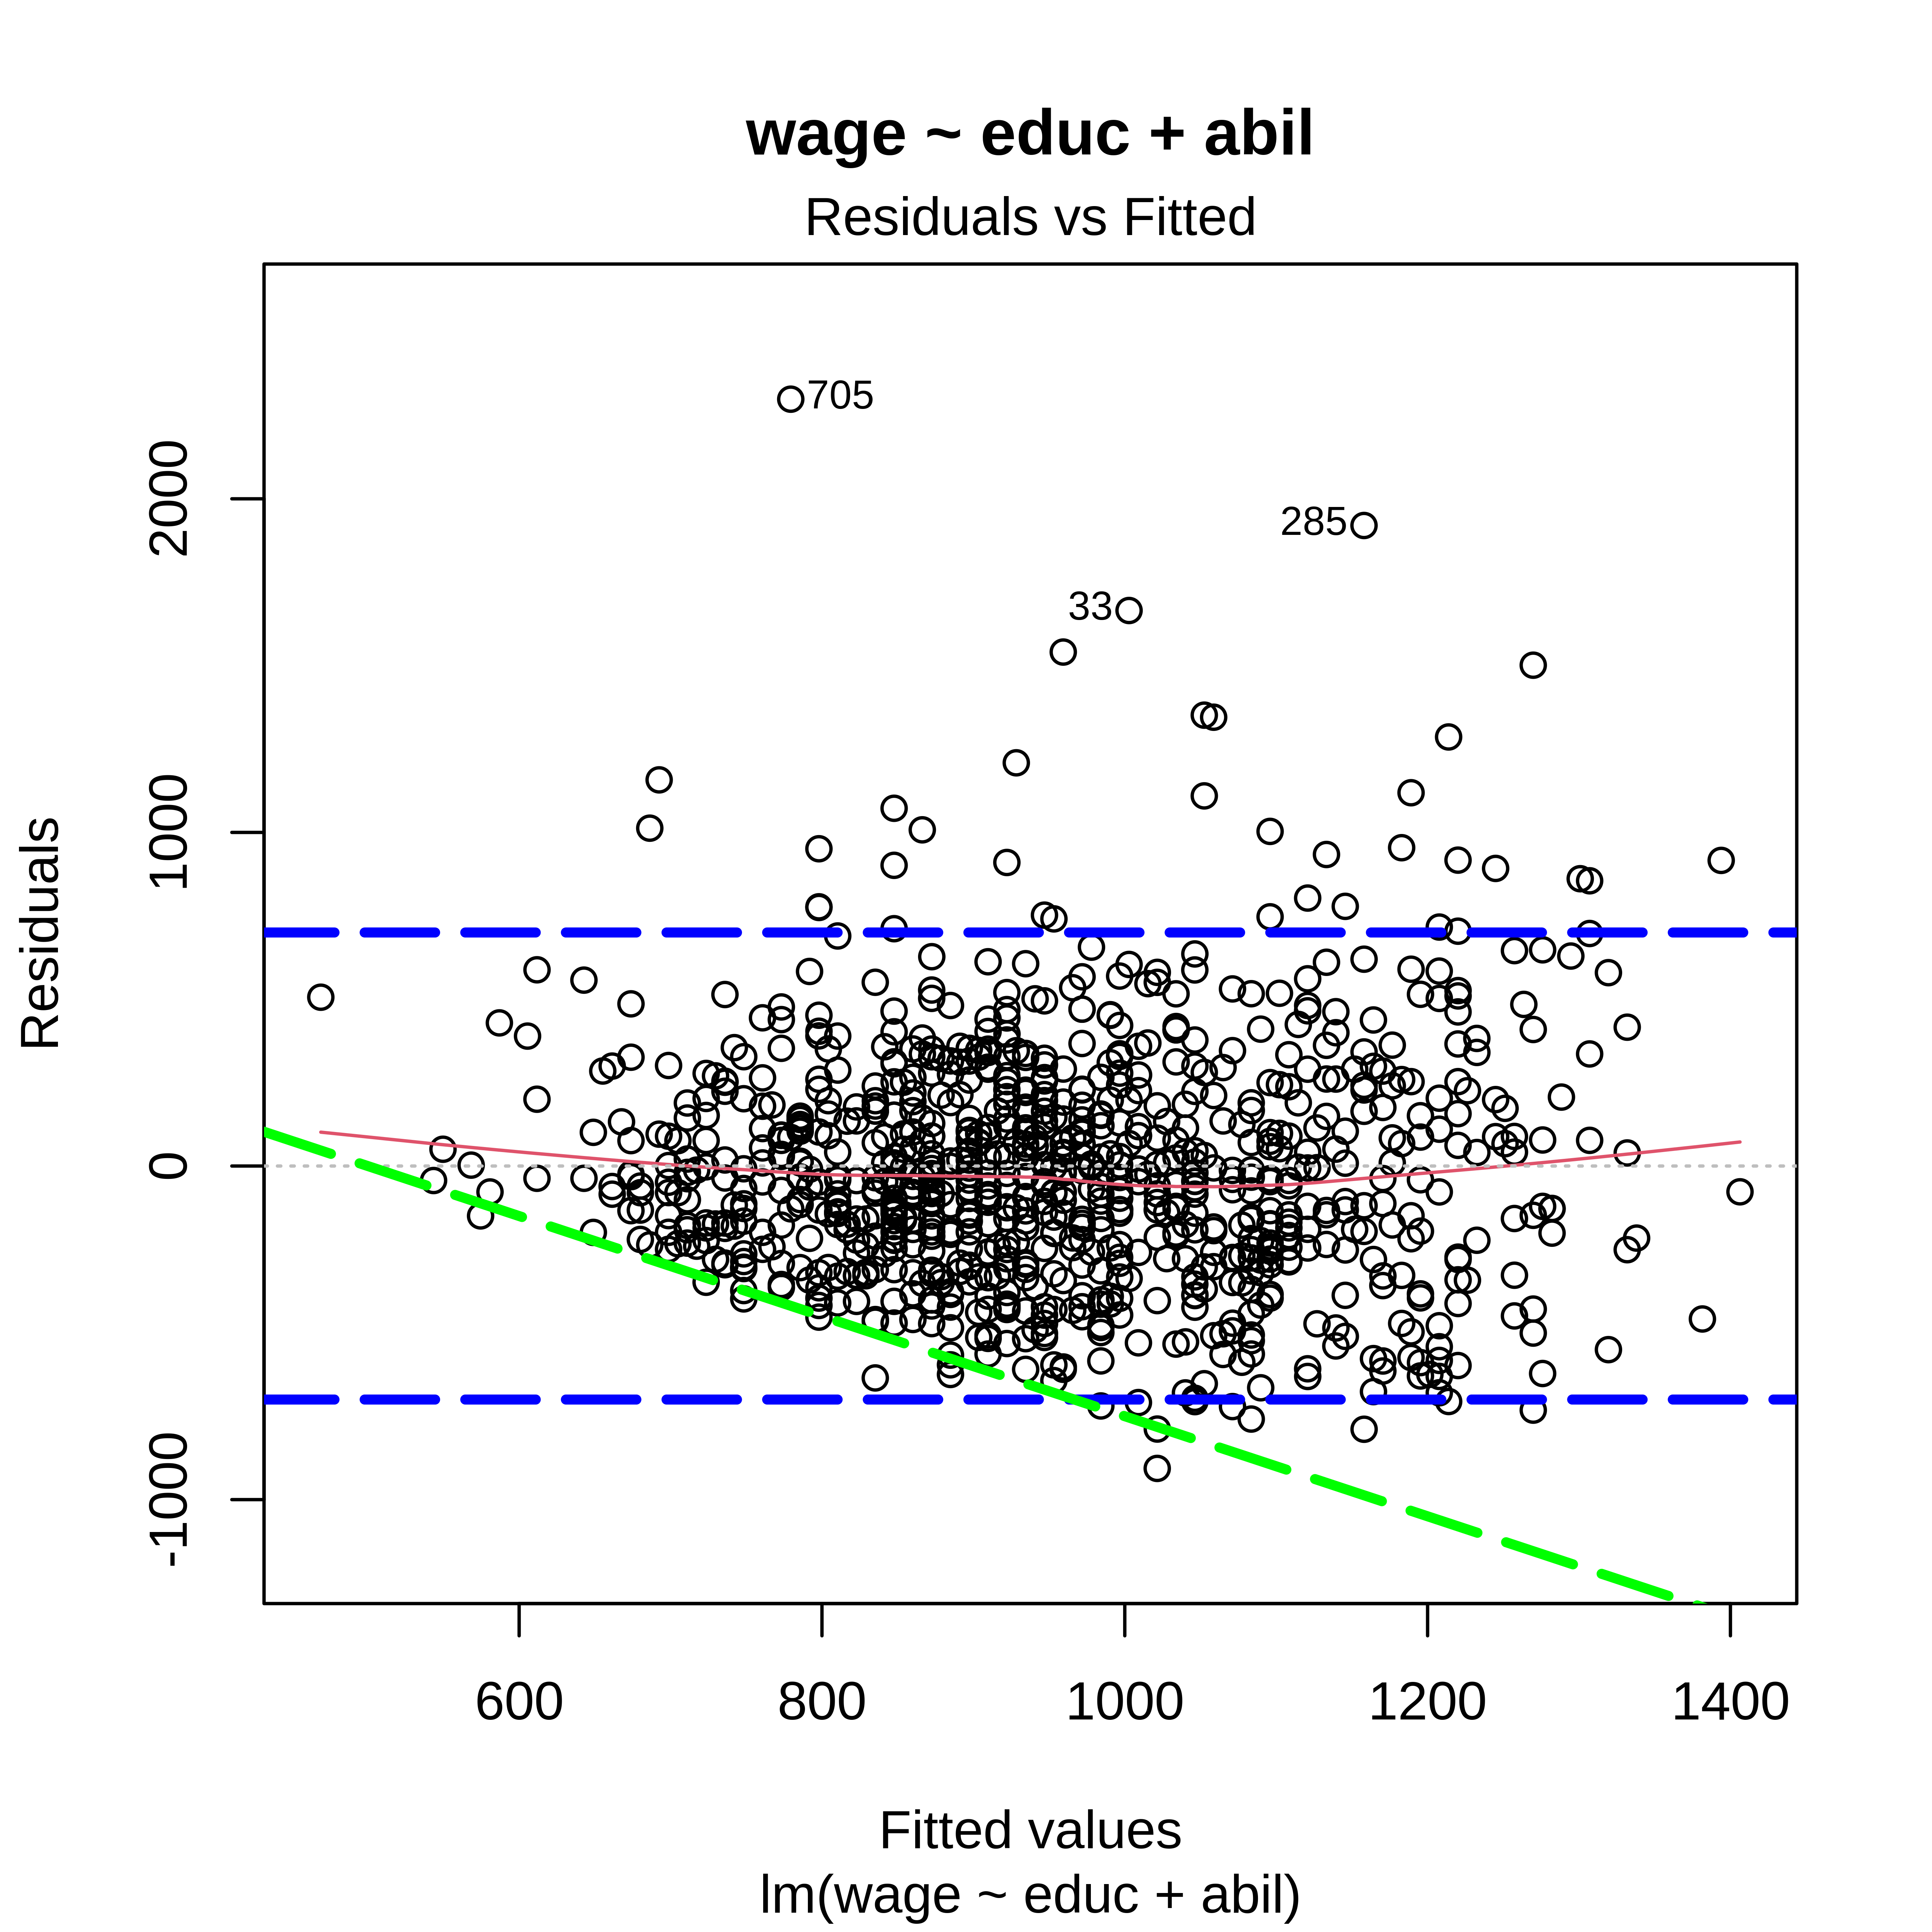 wage ~ educ + abil
Residuals vs Fitted
705
285
33
Residuals
2000
1000
0
-1000
600 800 1000 1200 1400
Fitted values
lm(wage ~ educ + abil)